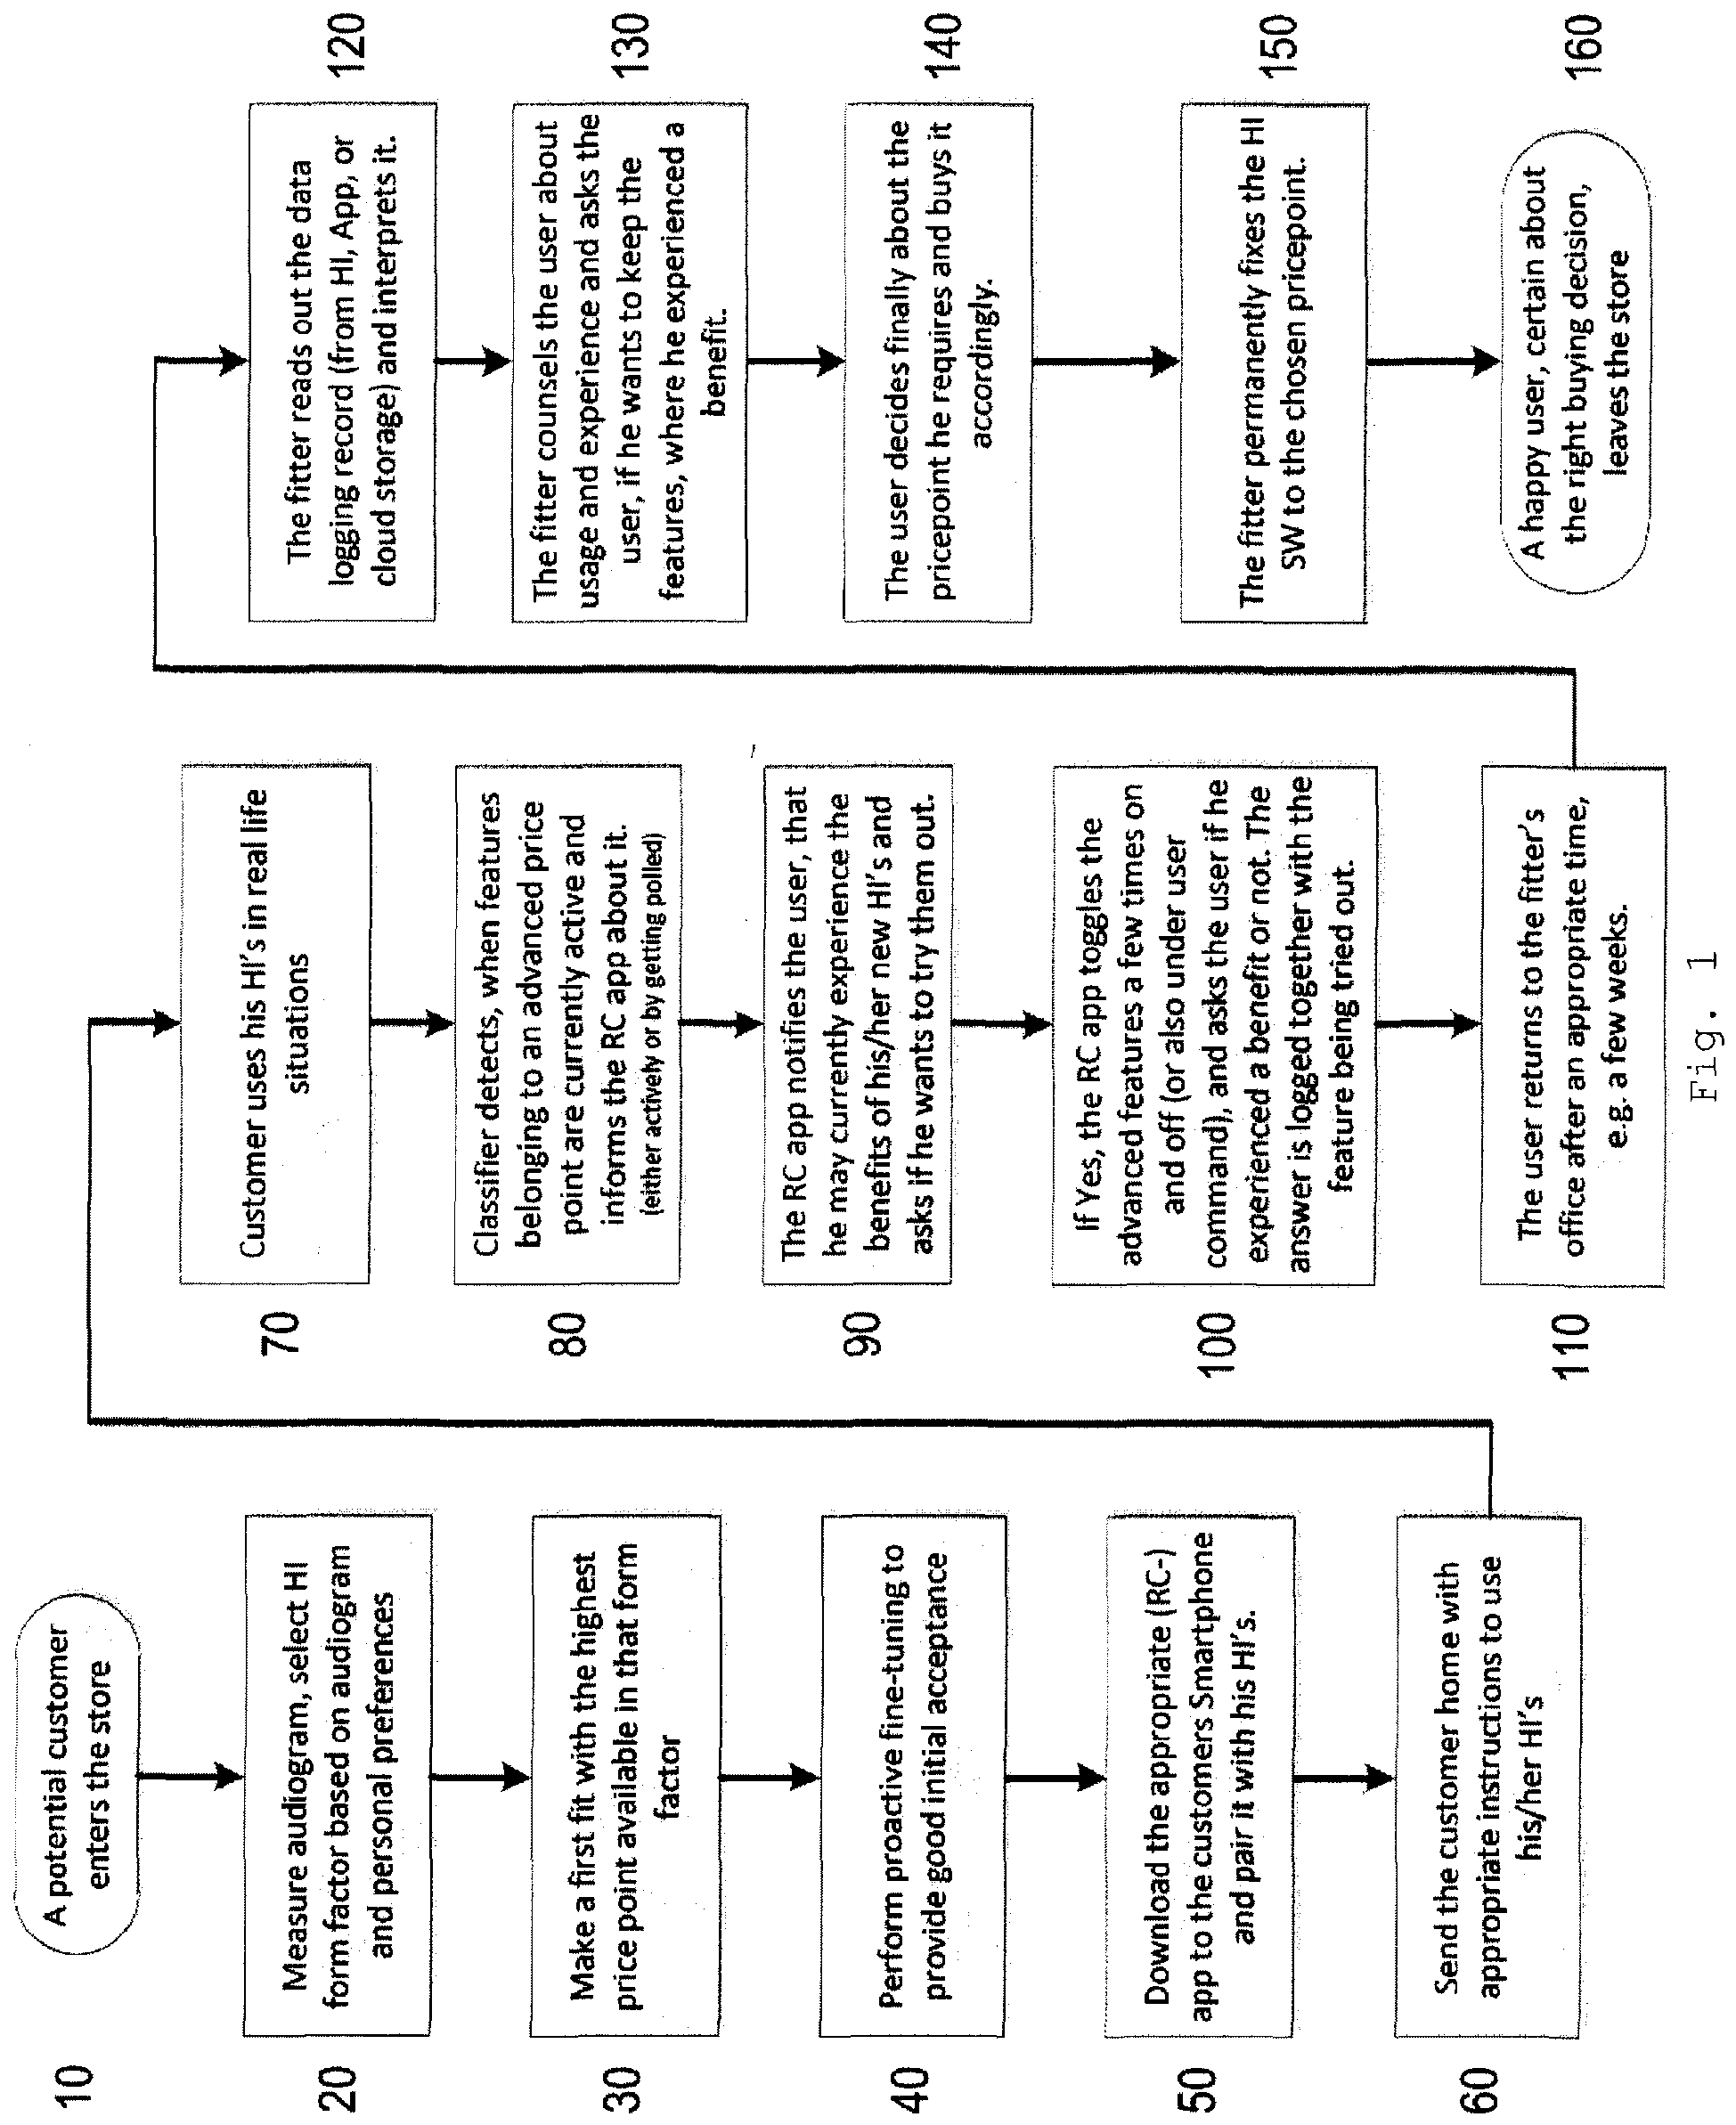 10
A potential customer
enters the store
20
Measure audiogram, select HI
form factor based on audiogram
and personal preferences
30
Make a first fit with the highest
price point available in that form
factor
40
Perform proactive fine-tuning to
provide good initial acceptance
50
Download the appropriate (RC-)
app to the customers Smartphone
and pair it with his HI's.
60
Send the customer home with
appropriate instructions to use
his/her HI's
70
Customer uses his HI's in real life
situations
80
Classifier detects, when features
belonging to an advanced price
point are currently active and
informs the RC app about it.
(either actively or by getting polled)
90
The RC app notifies the user, that
he may currently experience the
benefits of his/her new HI's and
asks if he wants to try them out.
100
If Yes, the RC app toggles the
advanced features a few times on
and off (or also under user
command), and asks the user if he
experienced a benefit or not. The
answer is logged together with the
feature being tried out.
110
The user returns to the fitter's
office after an appropriate time,
e.g. a few weeks.
120
The fitter reads out the data
logging record (from HI, App, or
cloud storage) and interprets it.
130
The fitter counsels the user about
usage and experience and asks the
user, if he wants to keep the
features, where he experienced a
benefit.
140
The user decides finally about the
pricepoint he requires and buys it
accordingly.
150
The fitter permanently fixes the HI
SW to the chosen pricepoint.
160
A happy user, certain about
the right buying decision,
leaves the store
Fig. 1